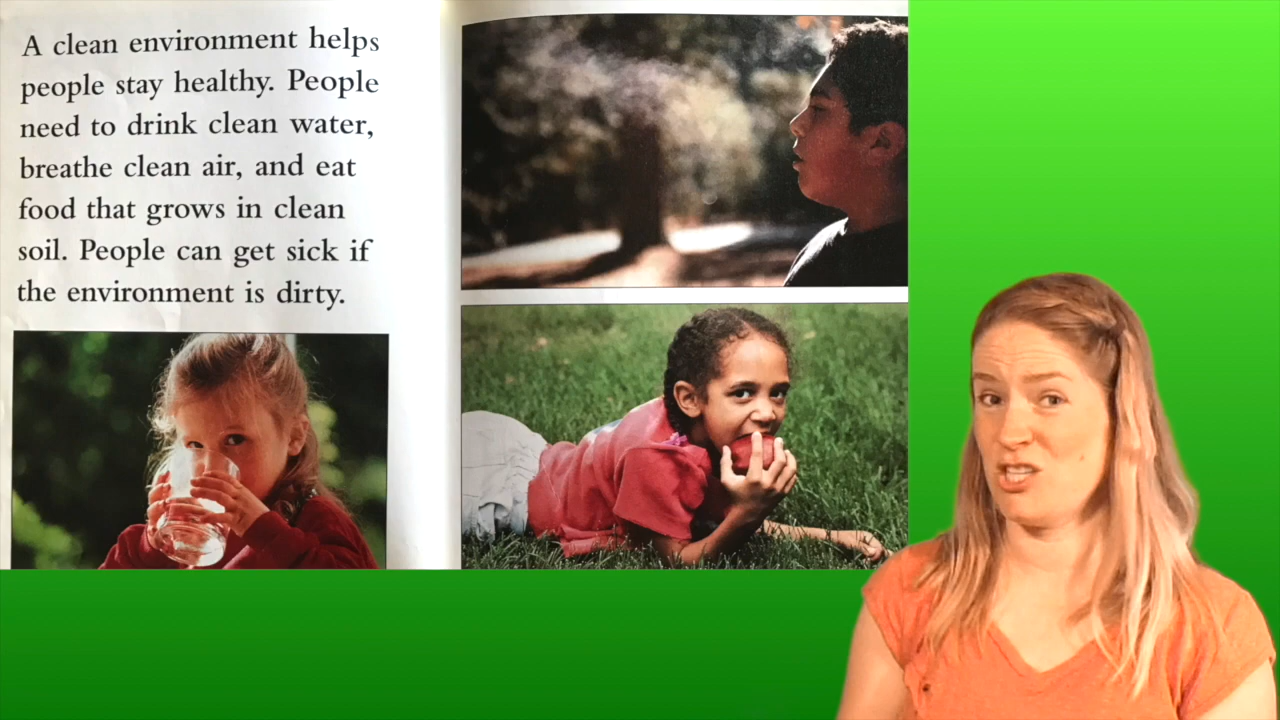 A clean environment helps
people stay healthy. People
need to drink clean water,
breathe clean air, and eat
food that grows in clean
soil. People can get sick if
the environment is dirty.